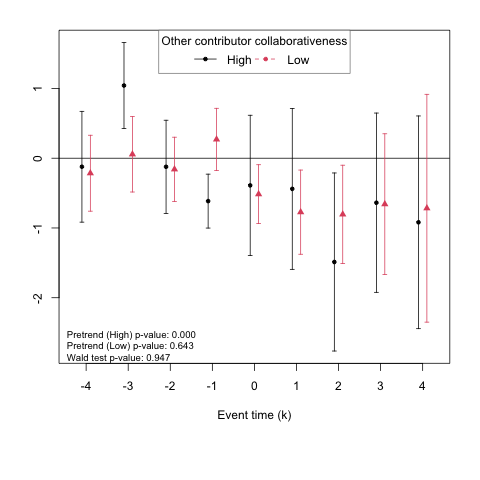 Other contributor collaborativeness
High Low
1
0
-1
-2
Pretrend (High) p-value: 0.000
Pretrend (Low) p-value: 0.643
Wald test p-value: 0.947
-4 -3 -2 -1 0 1 2 3 4
Event time (k)